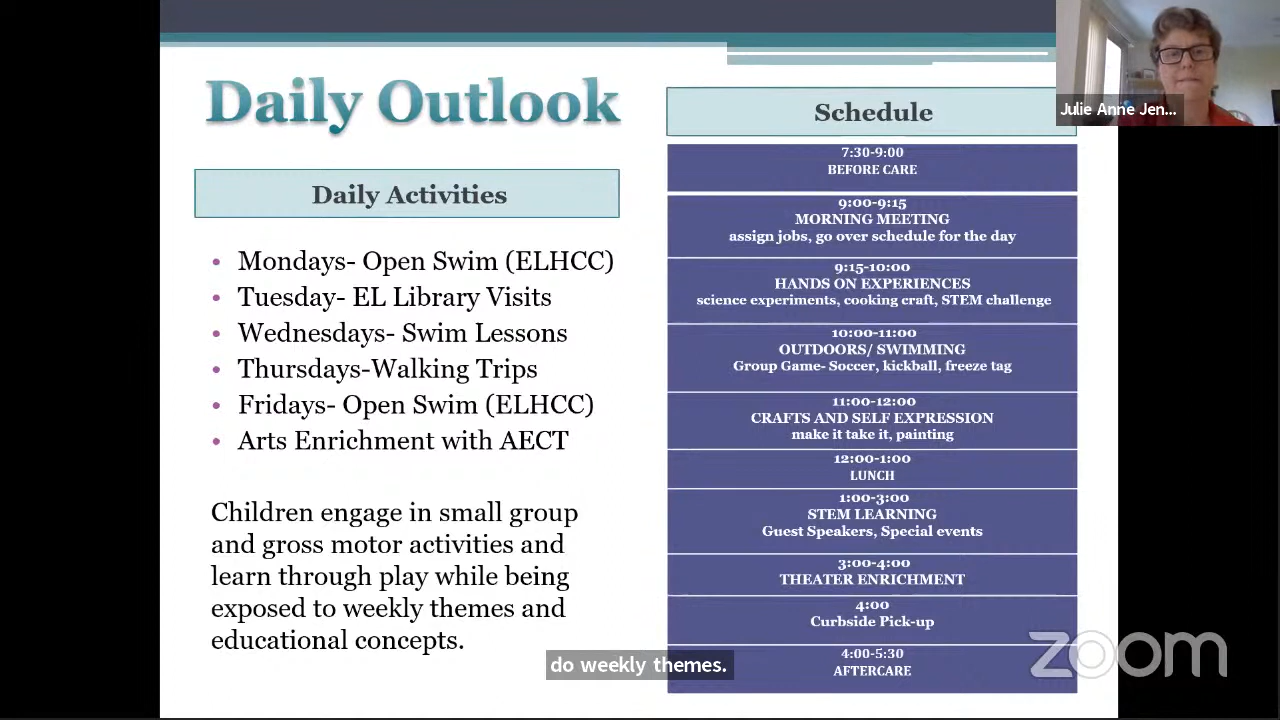 Daily Outlook
Daily Activities
• Mondays- Open Swim (ELHCC)
• Tuesday- EL Library Visits
• Wednesdays- Swim Lessons
• Thursdays-Walking Trips
• Fridays- Open Swim (ELHCC)
• Arts Enrichment with AECT
Children engage in small group
and gross motor activities and
learn through play while being
exposed to weekly themes and
educational concepts.
Schedule
7:30-9:00
BEFORE CARE
9:00-9:15
MORNING MEETING
assign jobs, go over schedule for the day
9:15-10:00
HANDS ON EXPERIENCES
science experiments, cooking craft, STEM challenge
10:00-11:00
OUTDOORS/ SWIMMING
Group Game- Soccer, kickball, freeze tag
11:00-12:00
CRAFTS AND SELF EXPRESSION
make it take it, painting
12:00-1:00
LUNCH
1:00-3:00
STEM LEARNING
Guest Speakers, Special events
3:00-4:00
THEATER ENRICHMENT
4:00
Curbside Pick-up
4:00-5:30
AFTERCARE
Julie Anne Jen...
do weekly themes.
zoom